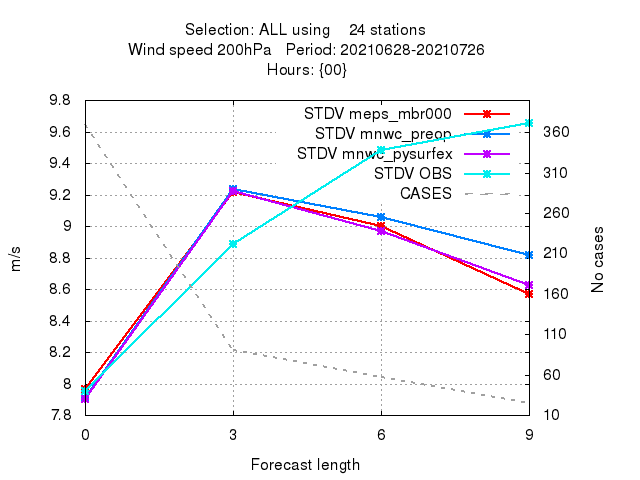 Selection: ALL using    24 stations
Wind speed 200hPa   Period: 20210628-20210726
Hours: {00}
STDV meps_mbr000
STDV mnwc_preop
STDV mnwc_pysurfex
STDV OBS
CASES
9.8
9.6
9.4
9.2
9
8.8
8.6
8.4
8.2
8
7.8
m/s
360
310
260
210
160
110
60
10
No cases
0 3 6 9
Forecast length